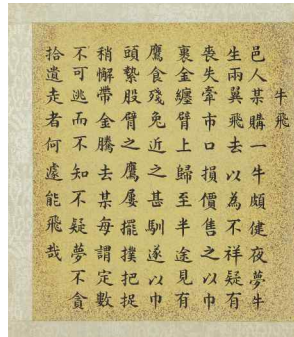 牛飛
邑人某購一牛頗健夜夢牛
生兩翼飛去以為不祥疑有
喪失牽市口損價售之以巾
裹金纏臂上歸至半途見有
鷹食殘兔近之甚馴遂以巾
頭縶股臂之鷹屢擺撲把捉
稍懈帶金騰去某每謂定數
不可逃而不知不疑夢不貪
拾遺走者何遽能飛哉